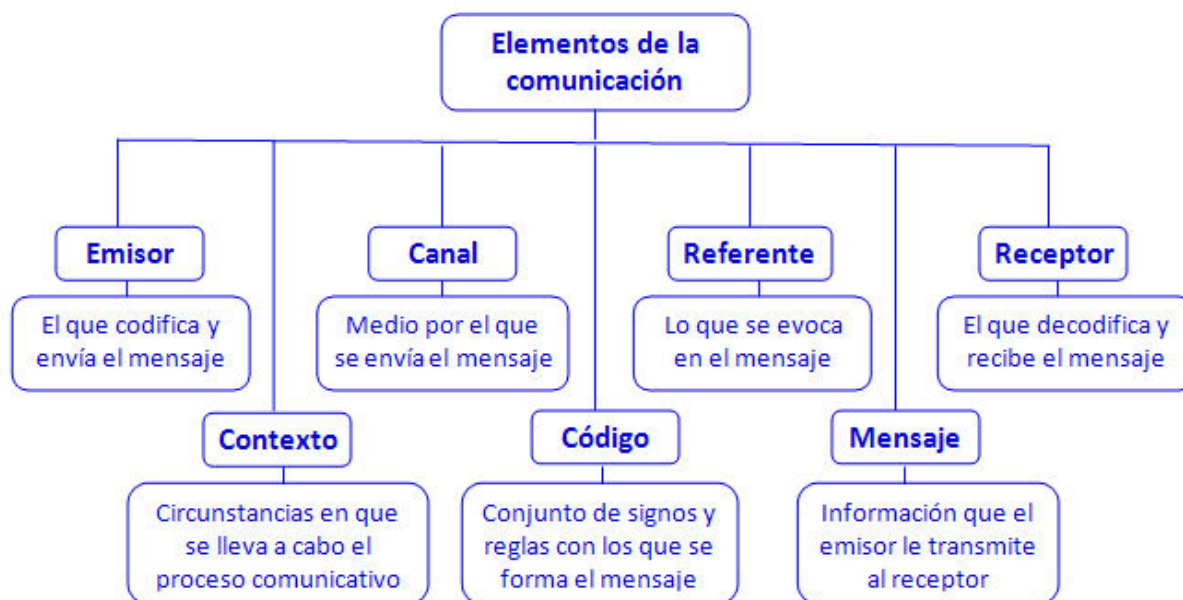 Elementos de la
comunicación
Emisor
El que codifica y
envía el mensaje
Canal
Medio por el que
se envía el mensaje
Referente
Lo que se evoca
en el mensaje
Receptor
El que decodifica y
recibe el mensaje
Contexto
Circunstancias en que
se lleva a cabo el
proceso comunicativo
Código
Conjunto de signos y
reglas con los que se
forma el mensaje
Mensaje
Información que el
emisor le transmite
al receptor